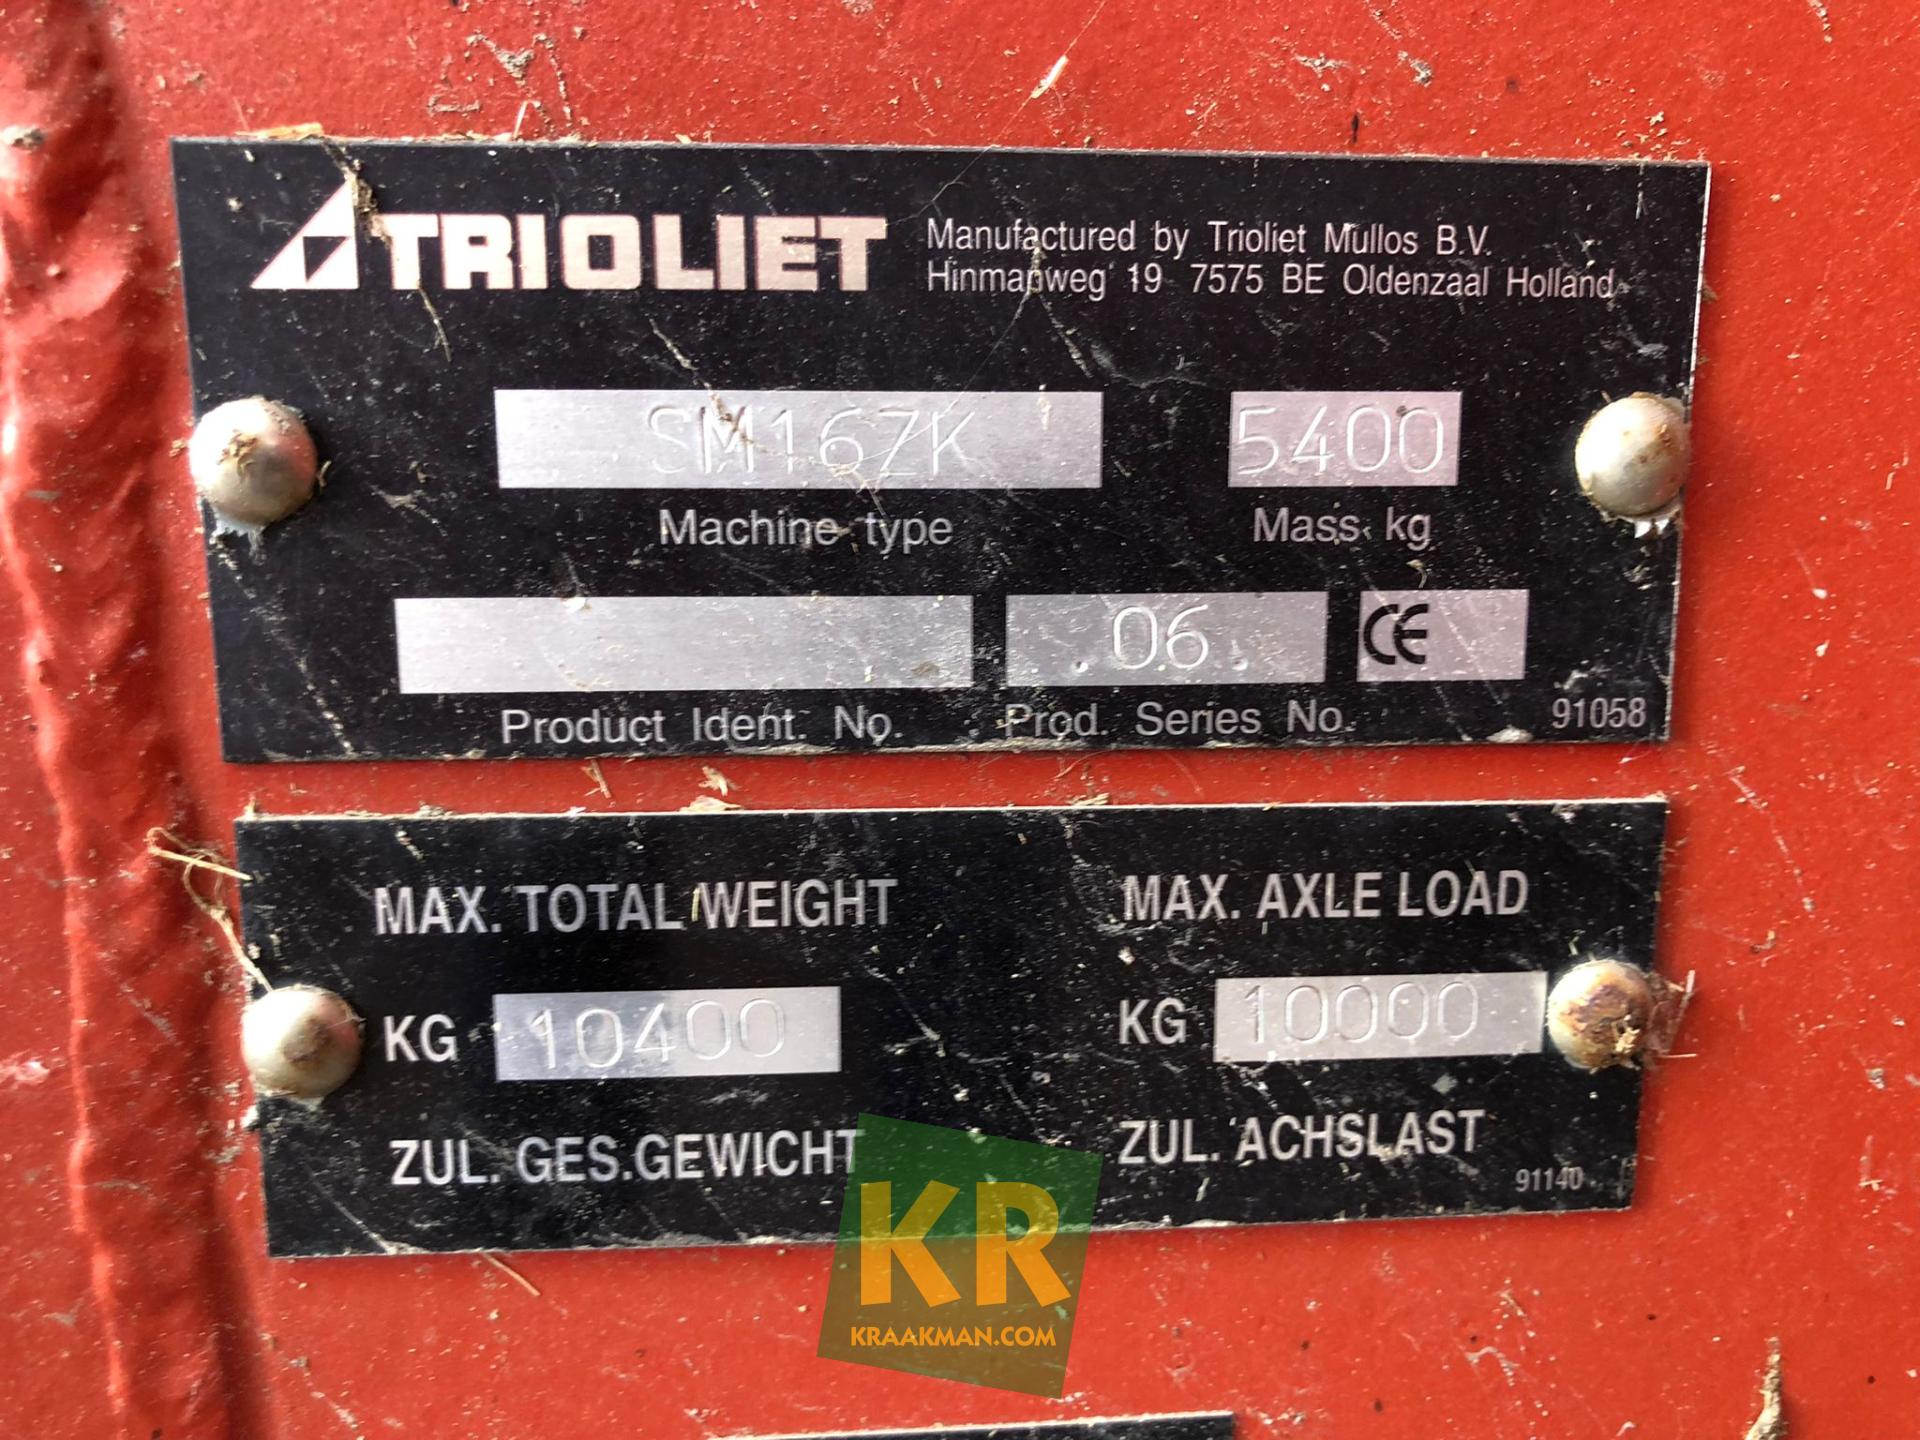 TRIOLIET
Manufactured by Trioliet Mullos B.V.
Hinmanweg 19 7575 BE Oldenzaal Holland
SM16ZK 5400
Machine type Mass kg
06 CE
Product Ident. No. Prod. Series No.
91058
MAX. TOTAL WEIGHT MAX. AXLE LOAD
KG 10400 KG 10000
ZUL. GES.GEWICHT ZUL. ACHSLAST
91140
KR
KRAAKMAN.COM